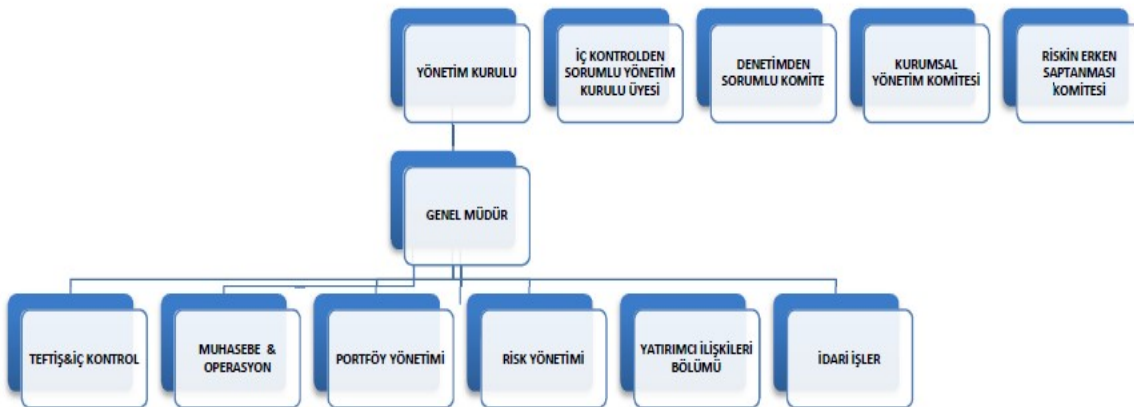 YÖNETİM KURULU
İÇ KONTROLDEN
SORUMLU YÖNETİM
KURULU ÜYESİ
DENETİMDEN
SORUMLU KOMİTE
KURUMSAL
YÖNETİM KOMİTESİ
RİSKİN ERKEN
SAPTANMASI
KOMİTESİ
GENEL MÜDÜR
TEFTİŞ&İÇ KONTROL
MUHASEBE &
OPERASYON
PORTFÖY YÖNETİMİ
RISK YÖNETİMİ
YATIRIMCI İLİŞKİLERİ
BÖLÜMÜ
İDARİ İŞLER